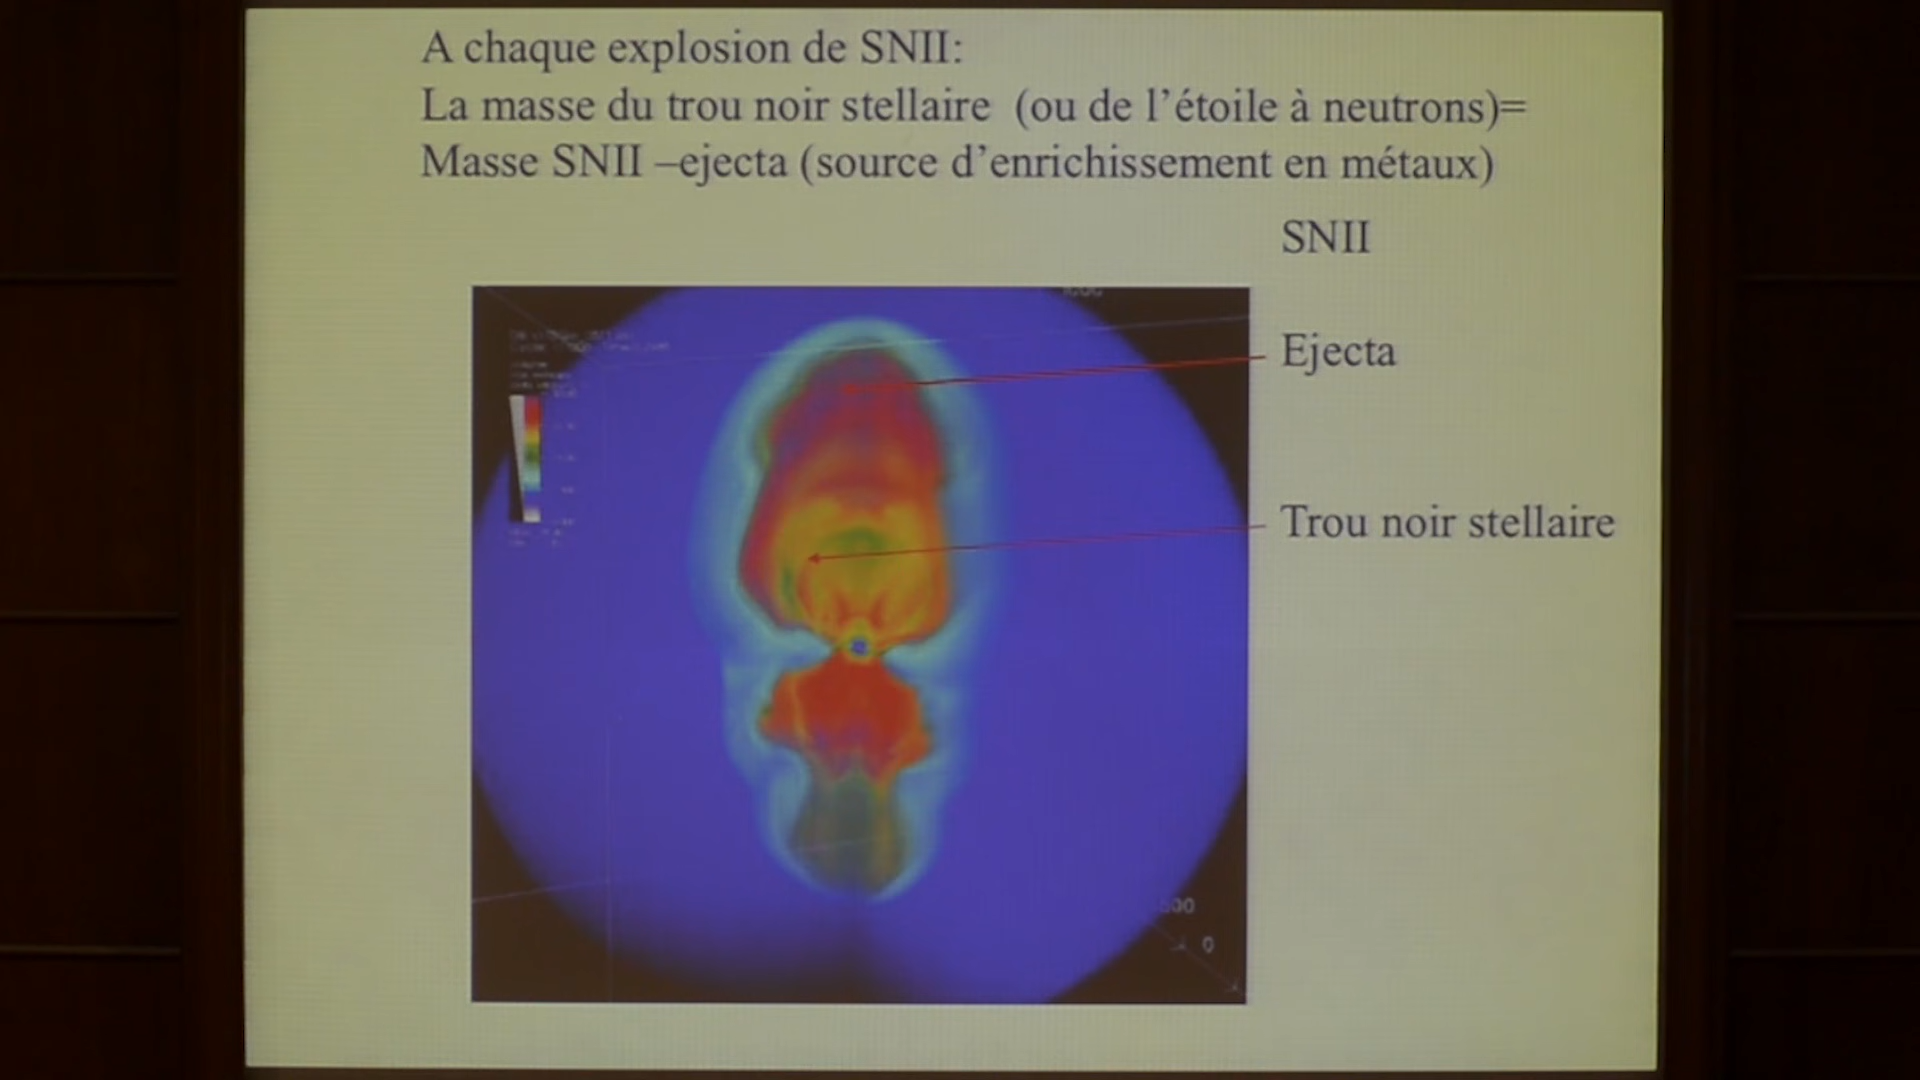 A chaque explosion de SNII:
La masse du trou noir stellaire (ou de l'étoile à neutrons)=
Masse SNII –ejecta (source d'enrichissement en métaux)
SNII
Ejecta
Trou noir stellaire
0